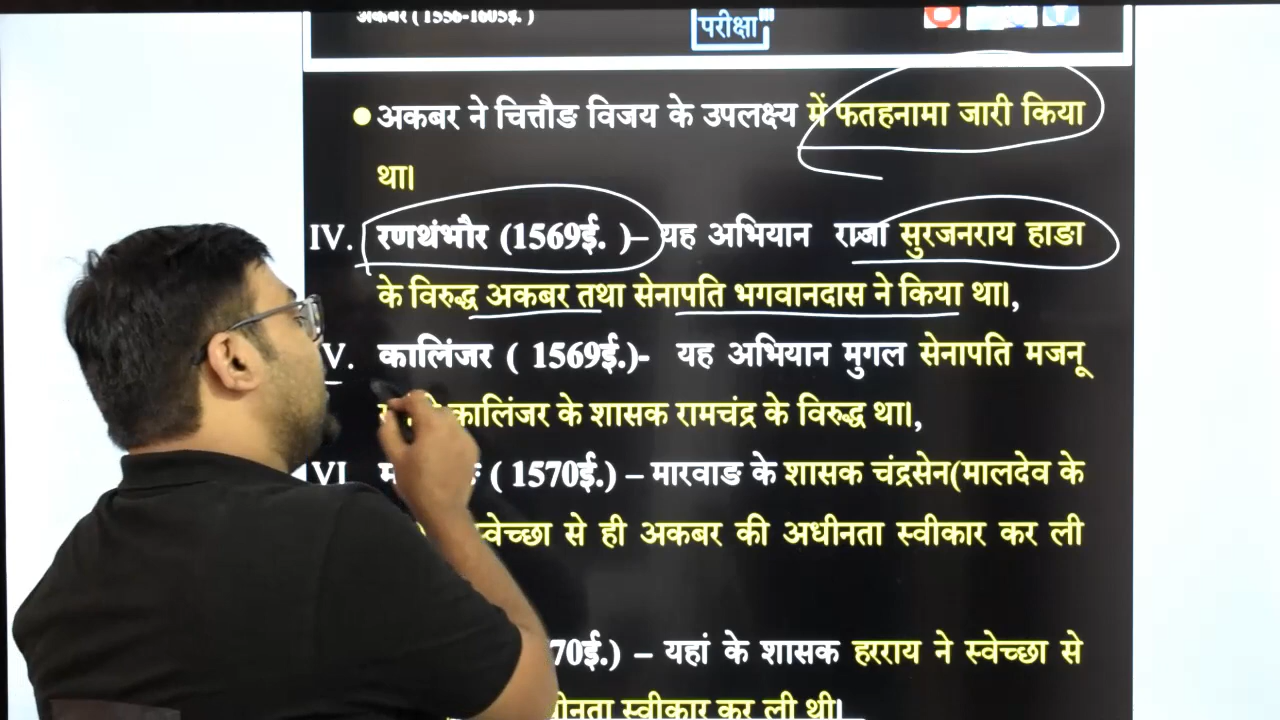 अकबर ( 1556-1605ई. )
परीक्षा
अकबर ने चित्तौङ विजय के उपलक्ष्य में फतहनामा जारी किया
था।
IV. रणथंभौर (1569ई. )– यह अभियान राजा सुरजनराय हाङा
के विरुद्ध अकबर तथा सेनापति भगवानदास ने किया था।,
V. कालिंजर ( 1569ई.)- यह अभियान मुगल सेनापति मजनू
कालिंजर के शासक रामचंद्र के विरुद्ध था।,
VI ( 1570ई.) – मारवाङ के शासक चंद्रसेन(मालदेव के
स्वेच्छा से ही अकबर की अधीनता स्वीकार कर ली
70ई.) – यहां के शासक हरराय ने स्वेच्छा से
स्वीकार कर ली थी।